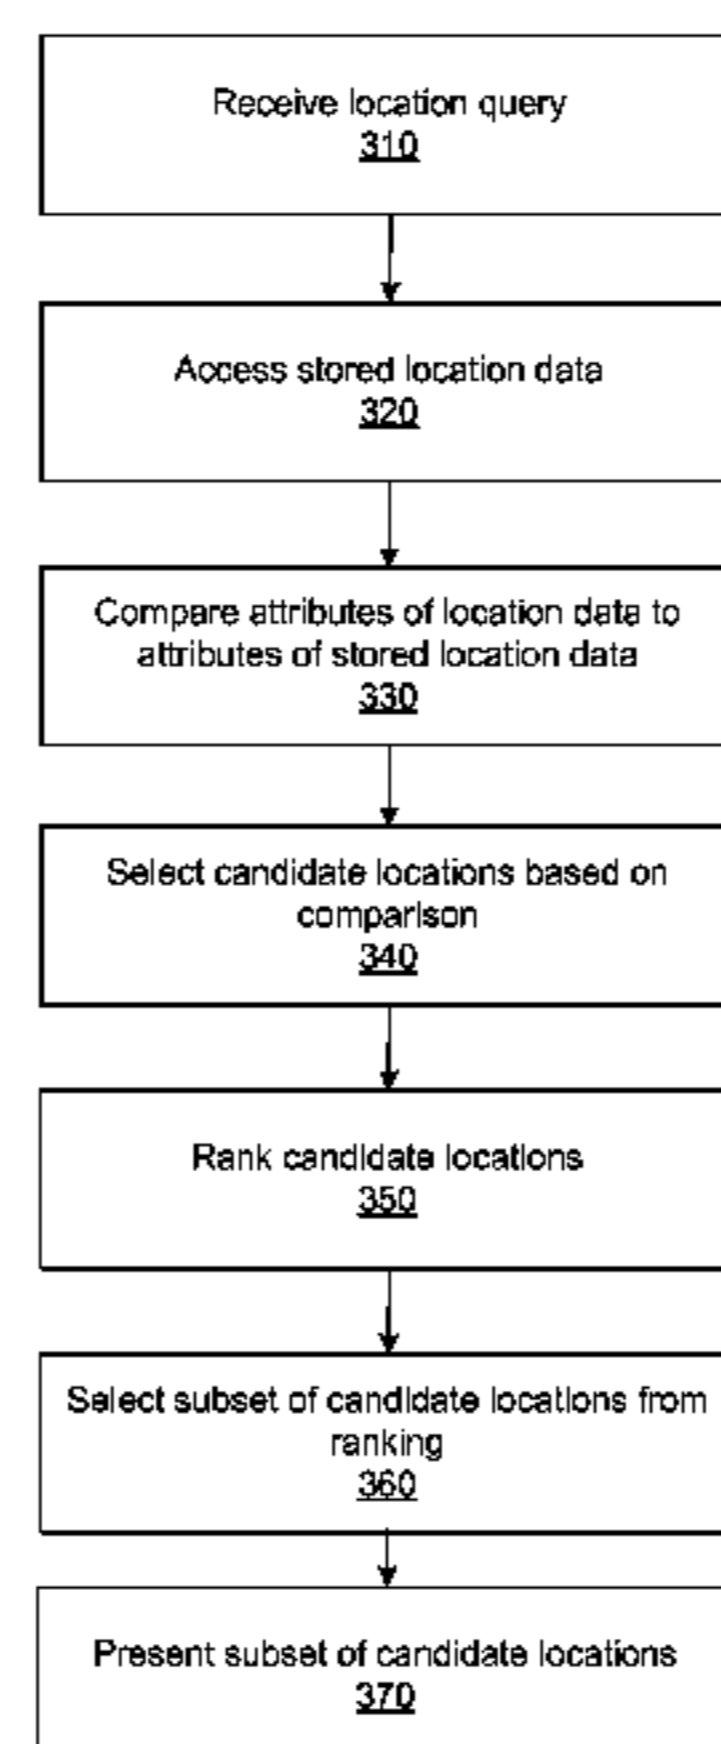 Receive location query
310
Access stored location data
320
Compare attributes of location data to
attributes of stored location data
330
Select candidate locations based on
comparison
340
Rank candidate locations
350
Select subset of candidate locations from
ranking
360
Present subset of candidate locations
370